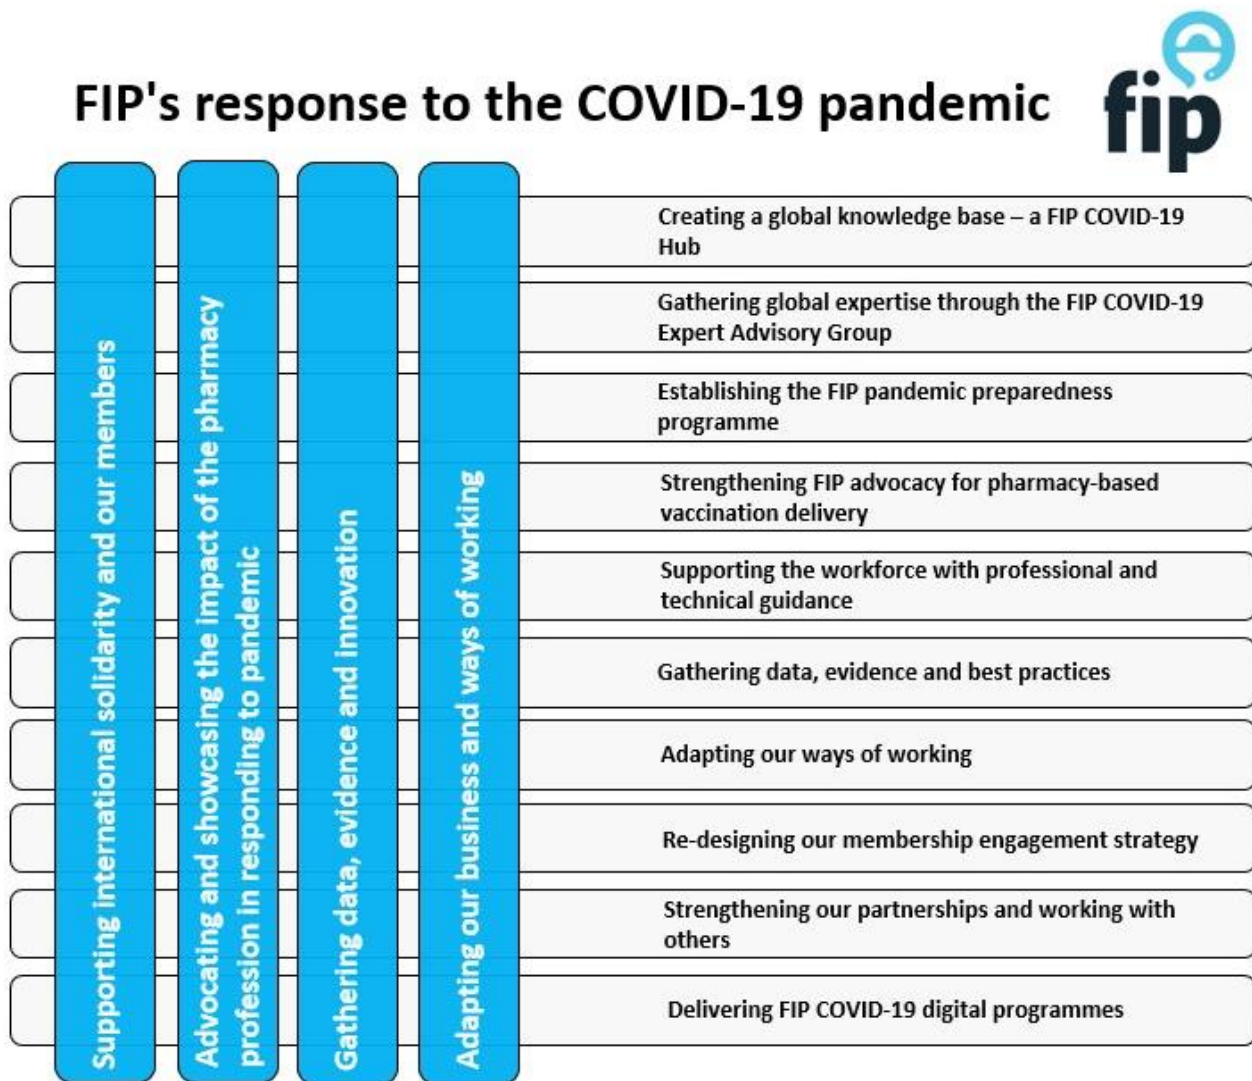 FIP's response to the COVID-19 pandemic
fip
Supporting international solidarity and our members
Advocating and showcasing the impact of the pharmacy
profession in responding to pandemic
Gathering data, evidence and innovation
Adapting our business and ways of working
Creating a global knowledge base – a FIP COVID-19
Hub
Gathering global expertise through the FIP COVID-19
Expert Advisory Group
Establishing the FIP pandemic preparedness
programme
Strengthening FIP advocacy for pharmacy-based
vaccination delivery
Supporting the workforce with professional and
technical guidance
Gathering data, evidence and best practices
Adapting our ways of working
Re-designing our membership engagement strategy
Strengthening our partnerships and working with
others
Delivering FIP COVID-19 digital programmes